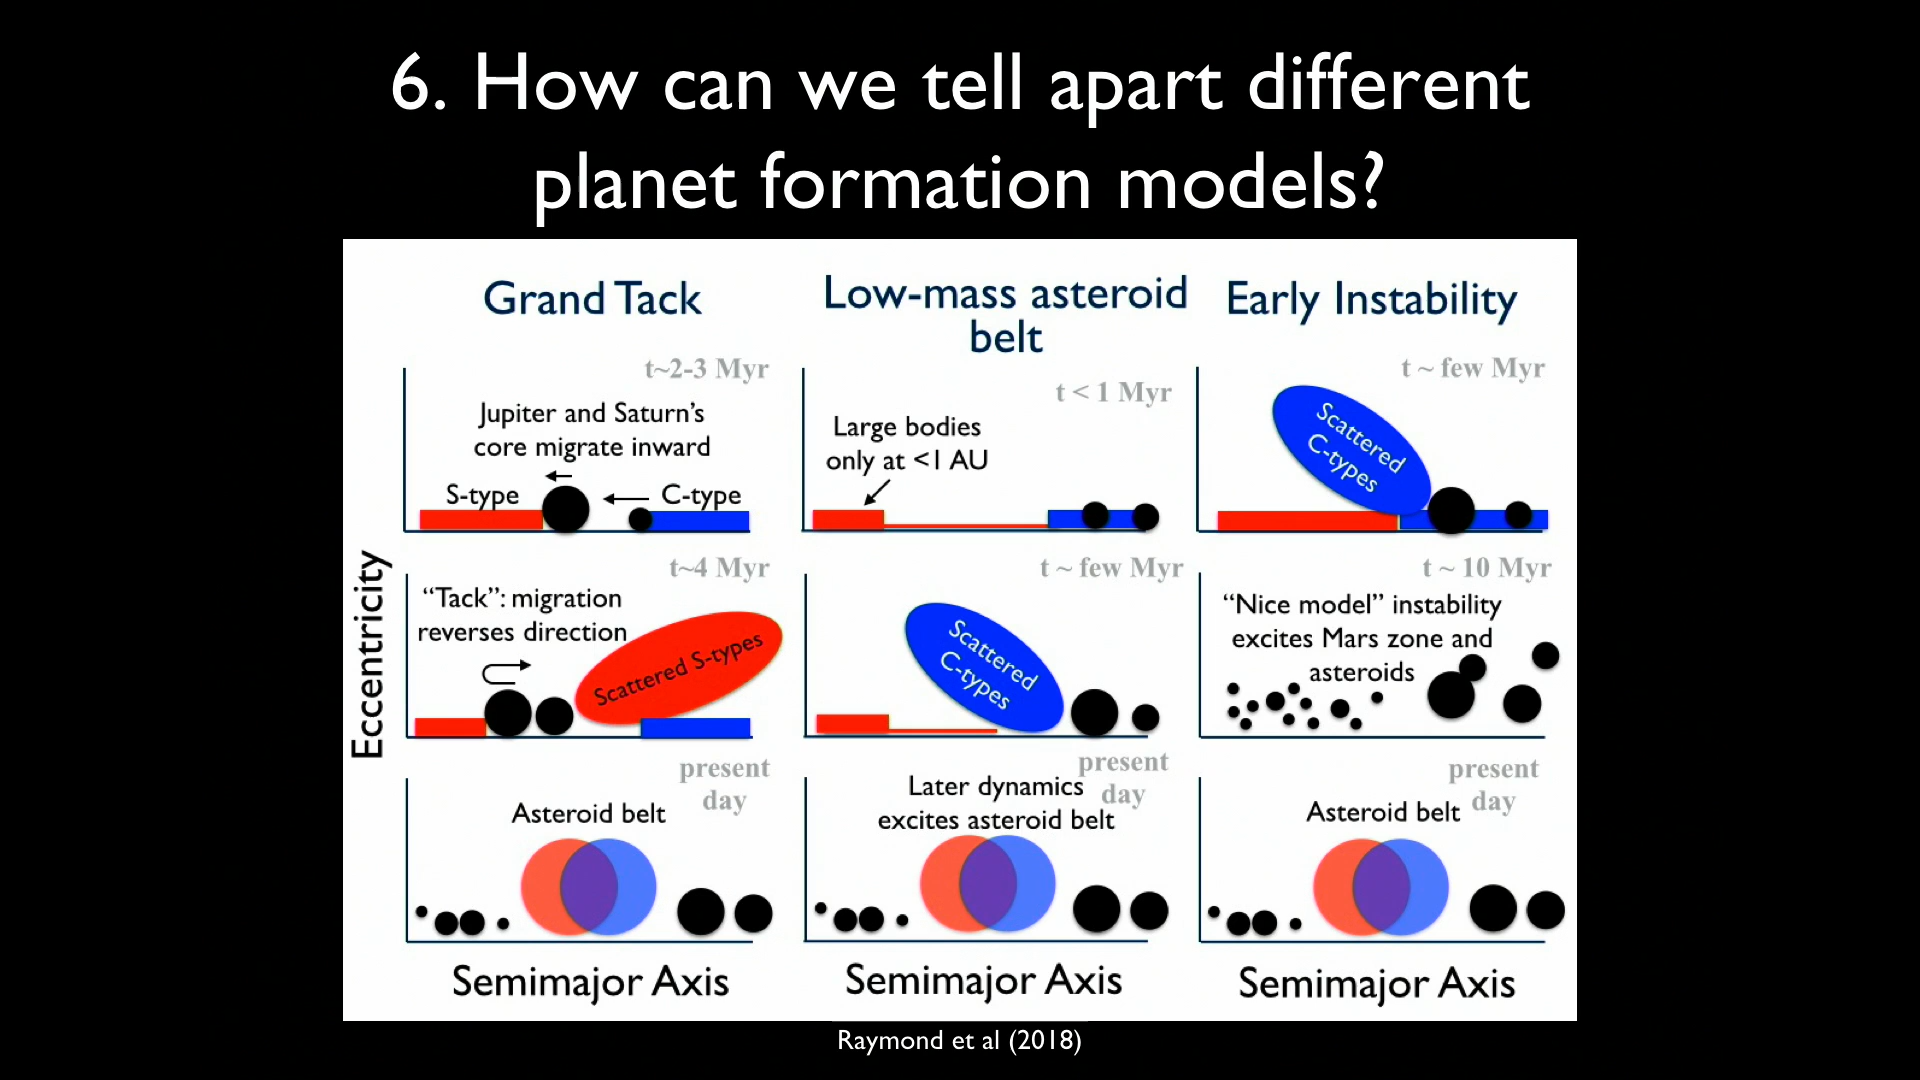 6. How can we tell apart different
planet formation models?
Grand Tack
Low-mass asteroid
belt
Early Instability
Eccentricity
t~2-3 Myr
Jupiter and Saturn’s
core migrate inward
S-type
C-type
t < 1 Myr
Large bodies
only at <1 AU
t ~ few Myr
Scattered
C-types
t~4 Myr
“Tack”: migration
reverses direction
Scattered S-types
t ~ few Myr
Scattered
C-types
t ~ 10 Myr
“Nice model” instability
excites Mars zone and
asteroids
present
day
Asteroid belt
present
day
Later dynamics
excites asteroid belt
present
day
Asteroid belt
Semimajor Axis
Semimajor Axis
Semimajor Axis
Raymond et al (2018)